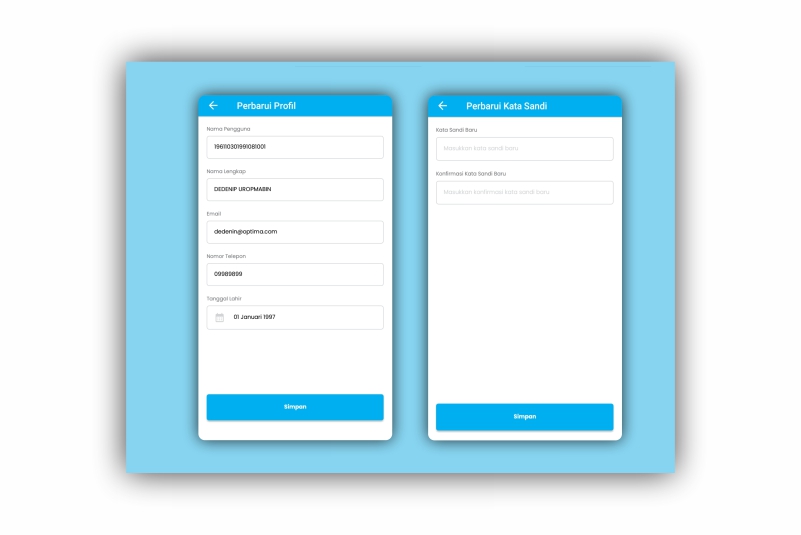 Perbarui Profil
Nama Pengguna
196110301991081001
Nama Lengkap
DEDENIP UROPMABIN
Email
dedenin@optima.com
Nomor Telepon
09989899
Tanggal Lahir
01 Januari 1997
Simpan
Perbarui Kata Sandi
Kata Sandi Baru
Masukkan kata sandi baru
Konfirmasi Kata Sandi Baru
Masukkan konfirmasi kata sandi baru
Simpan